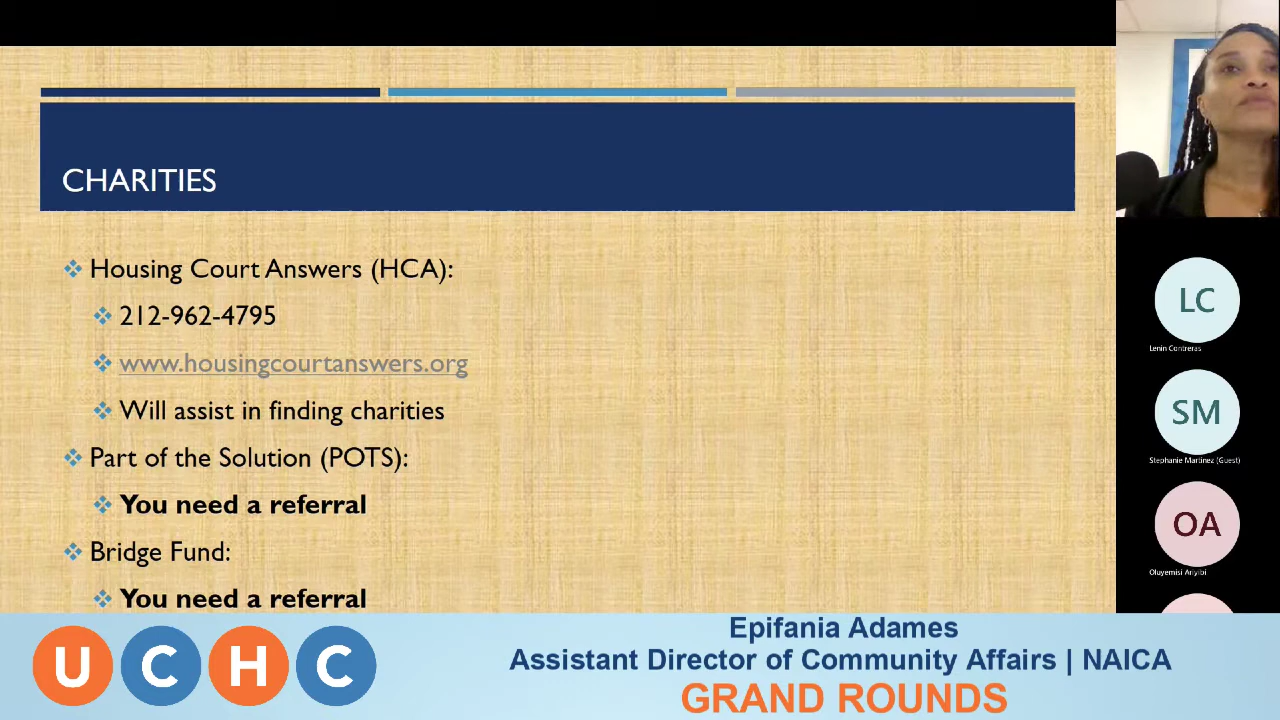 CHARITIES
Housing Court Answers (HCA):
212-962-4795
www.housingcourtanswers.org
Will assist in finding charities
Part of the Solution (POTS):
You need a referral
Bridge Fund:
You need a referral
LC
Lenin Contreras
SM
Stephanie Martinez (Guest)
OA
Oluyemisi Aniyibi
UCHC
Epifania Adames
Assistant Director of Community Affairs | NAICA
GRAND ROUNDS